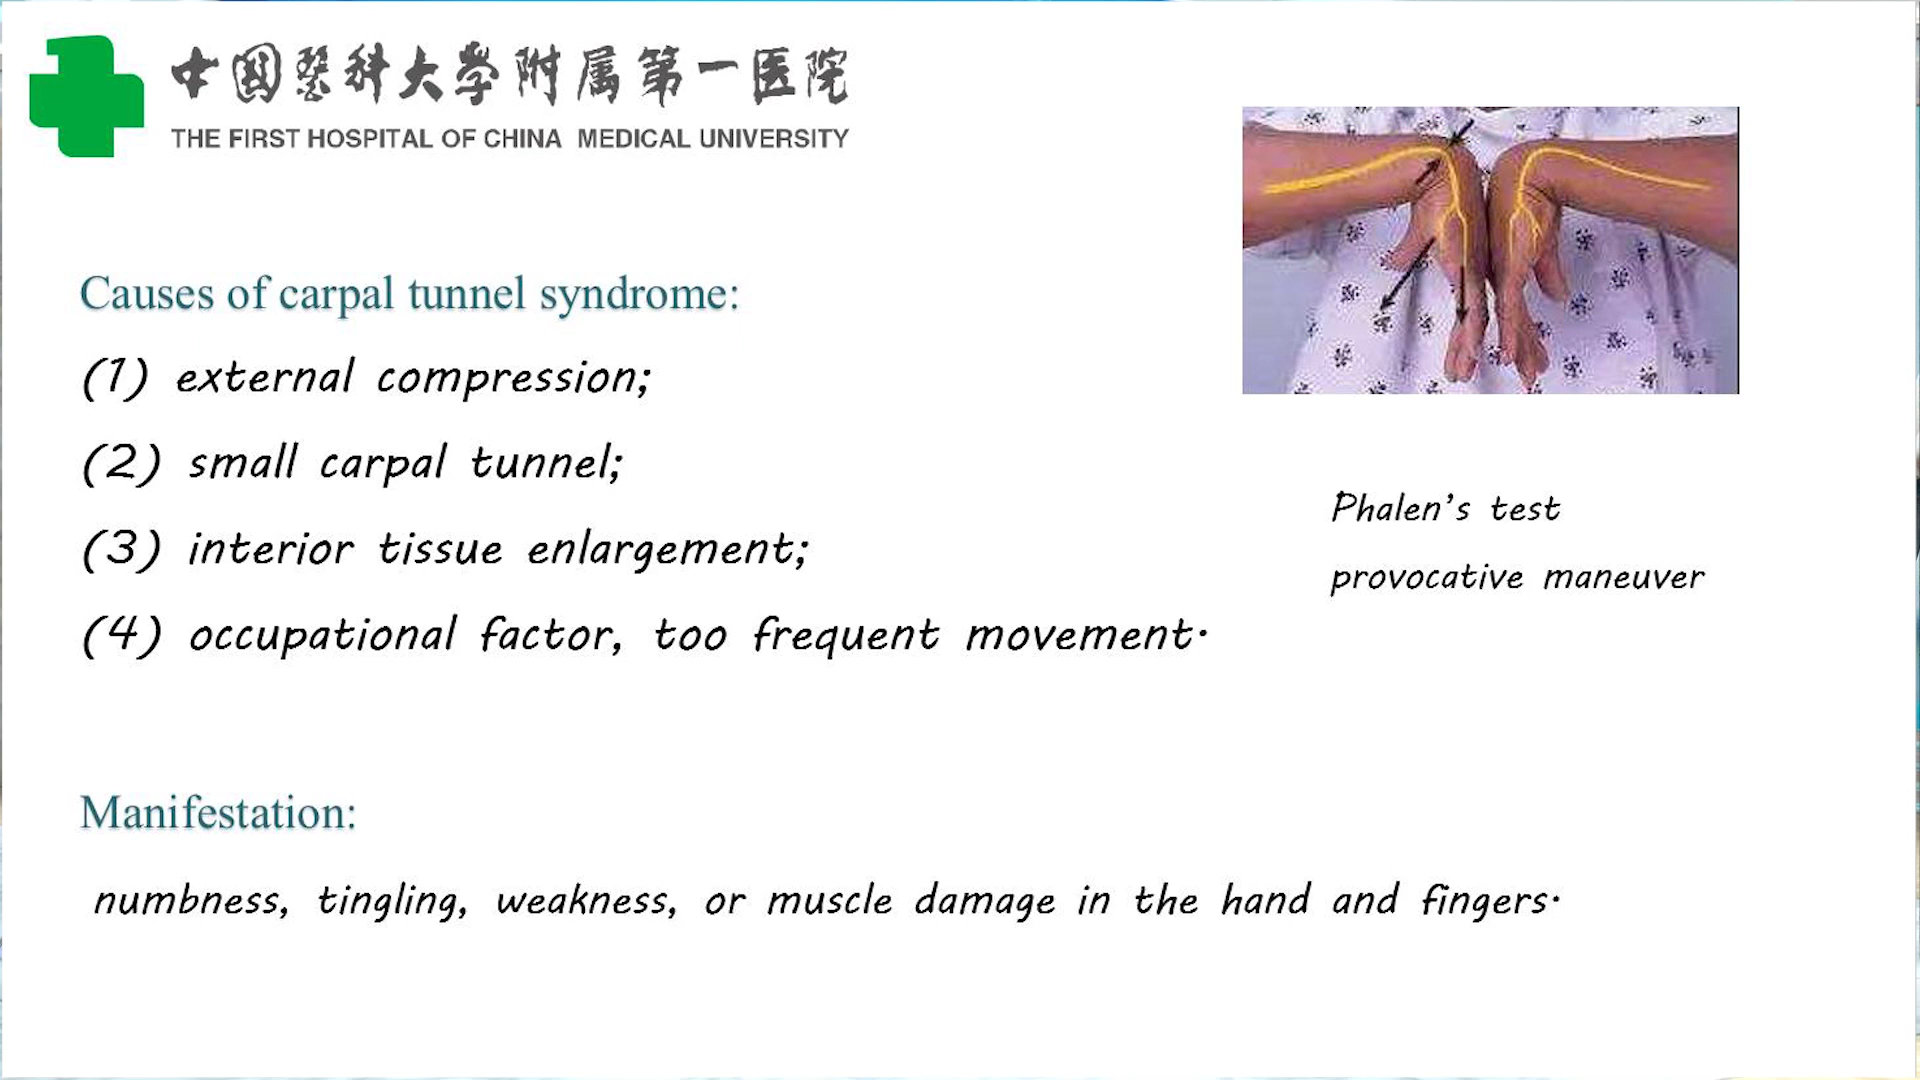 中国医科大学附属第一医院
THE FIRST HOSPITAL OF CHINA MEDICAL UNIVERSITY
Causes of carpal tunnel syndrome:
(1) external compression;
(2) small carpal tunnel;
(3) interior tissue enlargement;
(4) occupational factor, too frequent movement.
Phalen's test
provocative maneuver
Manifestation:
numbness, tingling, weakness, or muscle damage in the hand and fingers.